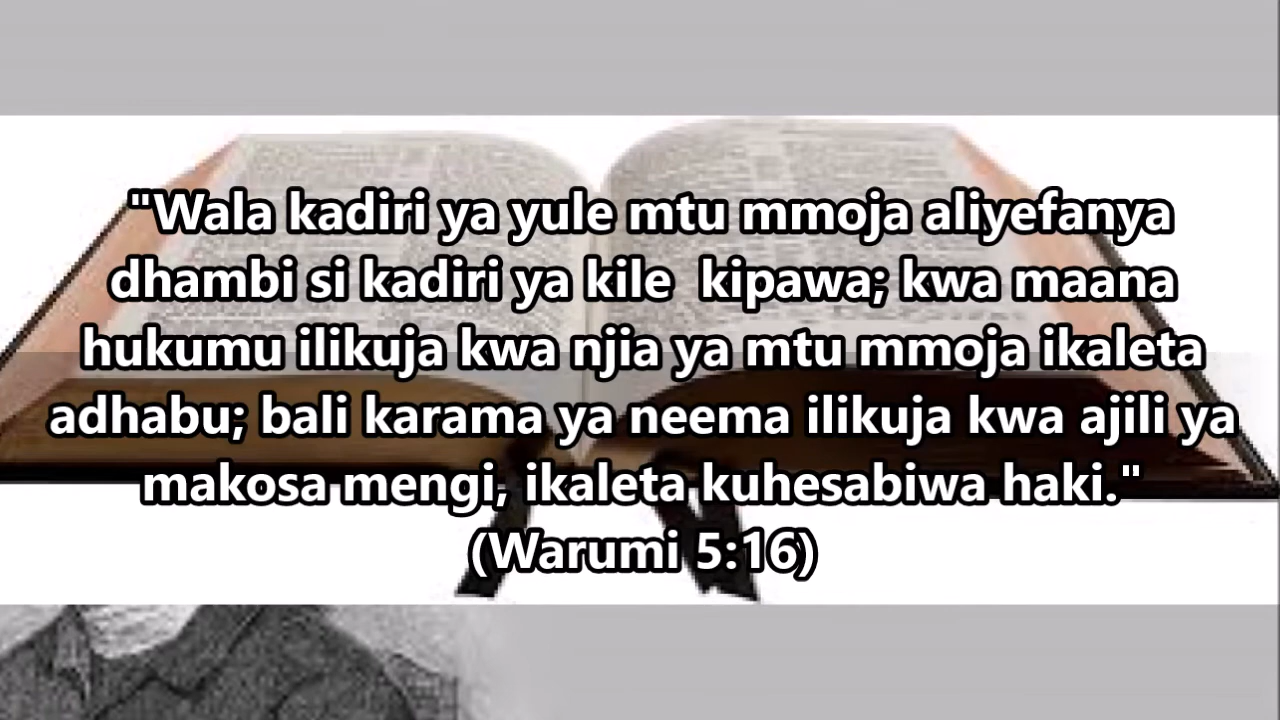 "Wala kadiri ya yule mtu mmoja aliyefanya
dhambi si kadiri ya kile  kipawa; kwa maana
hukumu ilikuja kwa njia ya mtu mmoja ikaleta
adhabu; bali karama ya neema ilikuja kwa ajili ya
makosa mengi, ikaleta kuhesabiwa haki."
(Warumi 5:16)